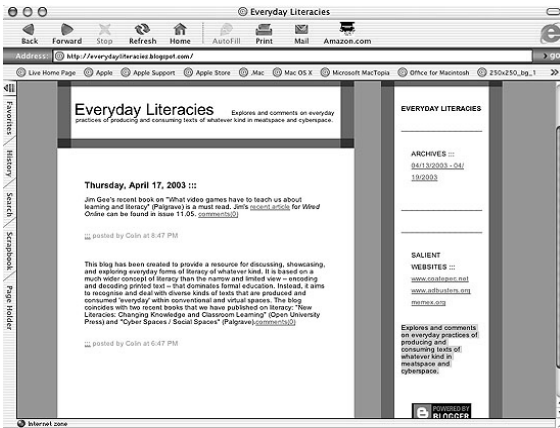 Everyday Literacies
Back Forward Stop Refresh Home AutoFill Print Mail Amazon.com
Address: http://everydayliteracies.blogspot.com/ go
Live Home Page Apple Apple Support Apple Store .Mac Mac OS X Microsoft MacTopia Office for Macintosh 250x250_bg_1
Favorites
History
Search
Scrapbook
Page Holder
Everyday Literacies Explores and comments on everyday
practices of producing and consuming texts of whatever kind in meatspace and cyberspace.
Thursday, April 17, 2003 :::
Jim Gee's recent book on "What video games have to teach us about
learning and literacy" (Palgrave) is a must read. Jim's recent article for Wired
Online can be found in issue 11.05. comments(0)
::: posted by Colin at 8:47 PM
This blog has been created to provide a resource for discussing, showcasing,
and exploring everyday forms of literacy of whatever kind. It is based on a
much wider concept of literacy than the narrow and limited view – encoding
and decoding printed text – that dominates formal education. Instead, it aims
to recognise and deal with diverse kinds of texts that are produced and
consumed 'everyday' within conventional and virtual spaces. The blog
coincides with two recent books that we have published on literacy: "New
Literacies: Changing Knowledge and Classroom Learning" (Open University
Press) and "Cyber Spaces / Social Spaces" (Palgrave).comments(0)
::: posted by Colin at 6:47 PM
EVERYDAY LITERACIES
ARCHIVES :::
04/13/2003 - 04/
19/2003
SALIENT
WEBSITES :::
www.coatepec.net
www.adbusters.org
memex.org
Explores and comments
on everyday practices of
producing and
consuming texts of
whatever kind in
meatspace and
cyberspace.
POWERED BY
BLOGGER
Internet zone